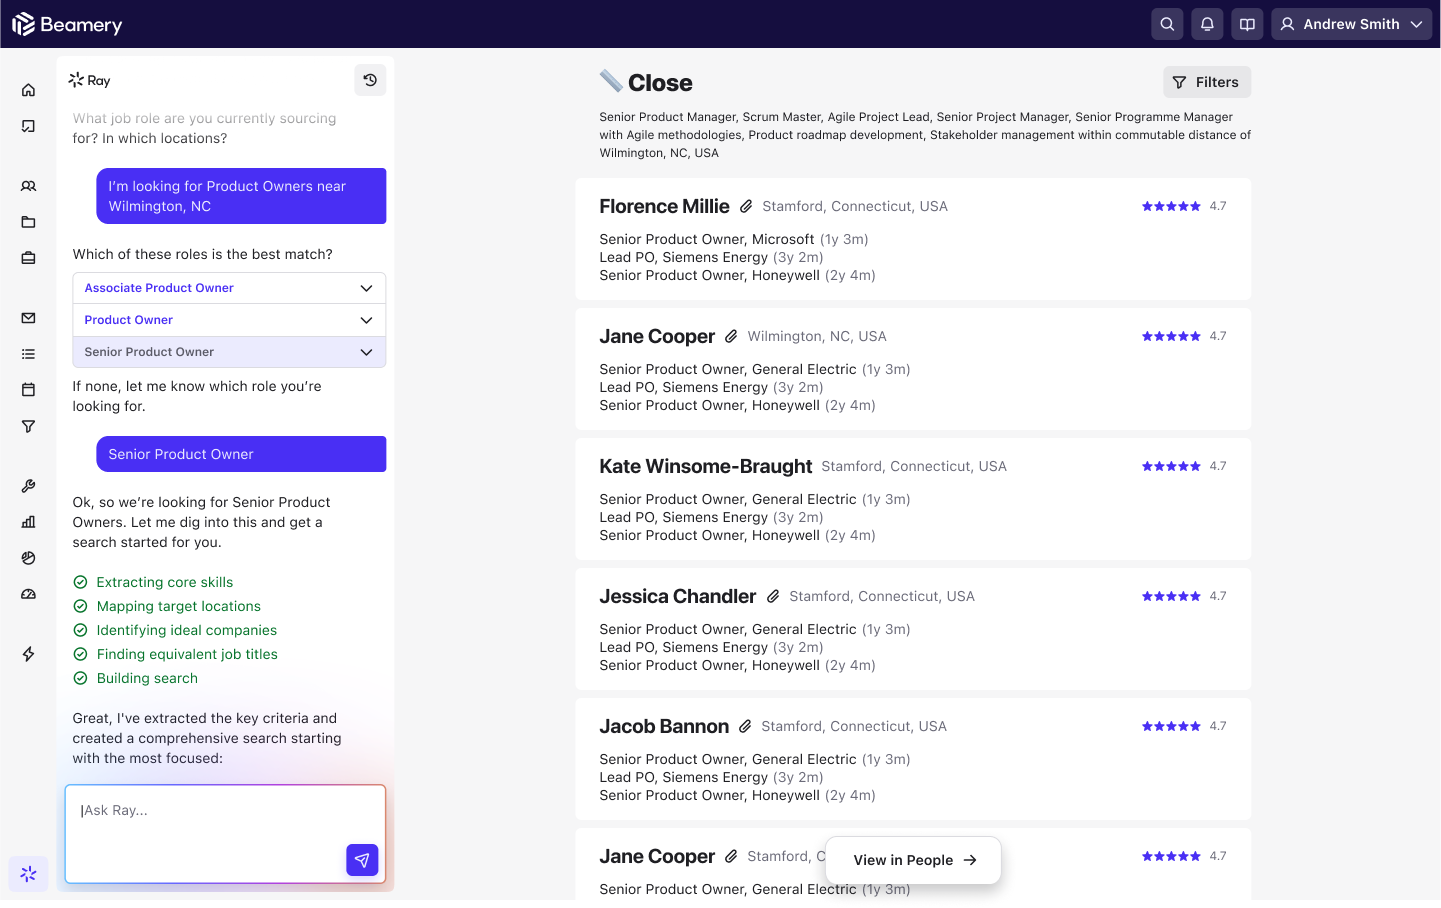 Beamery
Andrew Smith
Ray
What job role are you currently sourcing
for? In which locations?
I'm looking for Product Owners near
Wilmington, NC
Which of these roles is the best match?
Associate Product Owner
Product Owner
Senior Product Owner
If none, let me know which role you're
looking for.
Senior Product Owner
Ok, so we're looking for Senior Product
Owners. Let me dig into this and get a
search started for you.
Extracting core skills
Mapping target locations
Identifying ideal companies
Finding equivalent job titles
Building search
Great, I've extracted the key criteria and
created a comprehensive search starting
with the most focused:
Ask Ray...
Close
Filters
Senior Product Manager, Scrum Master, Agile Project Lead, Senior Project Manager, Senior Programme Manager
with Agile methodologies, Product roadmap development, Stakeholder management within commutable distance of
Wilmington, NC, USA
Florence Millie Stamford, Connecticut, USA 4.7
Senior Product Owner, Microsoft (1y 3m)
Lead PO, Siemens Energy (3y 2m)
Senior Product Owner, Honeywell (2y 4m)
Jane Cooper Wilmington, NC, USA 4.7
Senior Product Owner, General Electric (1y 3m)
Lead PO, Siemens Energy (3y 2m)
Senior Product Owner, Honeywell (2y 4m)
Kate Winsome-Braught Stamford, Connecticut, USA 4.7
Senior Product Owner, General Electric (1y 3m)
Lead PO, Siemens Energy (3y 2m)
Senior Product Owner, Honeywell (2y 4m)
Jessica Chandler Stamford, Connecticut, USA 4.7
Senior Product Owner, General Electric (1y 3m)
Lead PO, Siemens Energy (3y 2m)
Senior Product Owner, Honeywell (2y 4m)
Jacob Bannon Stamford, Connecticut, USA 4.7
Senior Product Owner, General Electric (1y 3m)
Lead PO, Siemens Energy (3y 2m)
Senior Product Owner, Honeywell (2y 4m)
Jane Cooper Stamford, C 4.7
View in People
Senior Product Owner, General Electric (1y 3m)